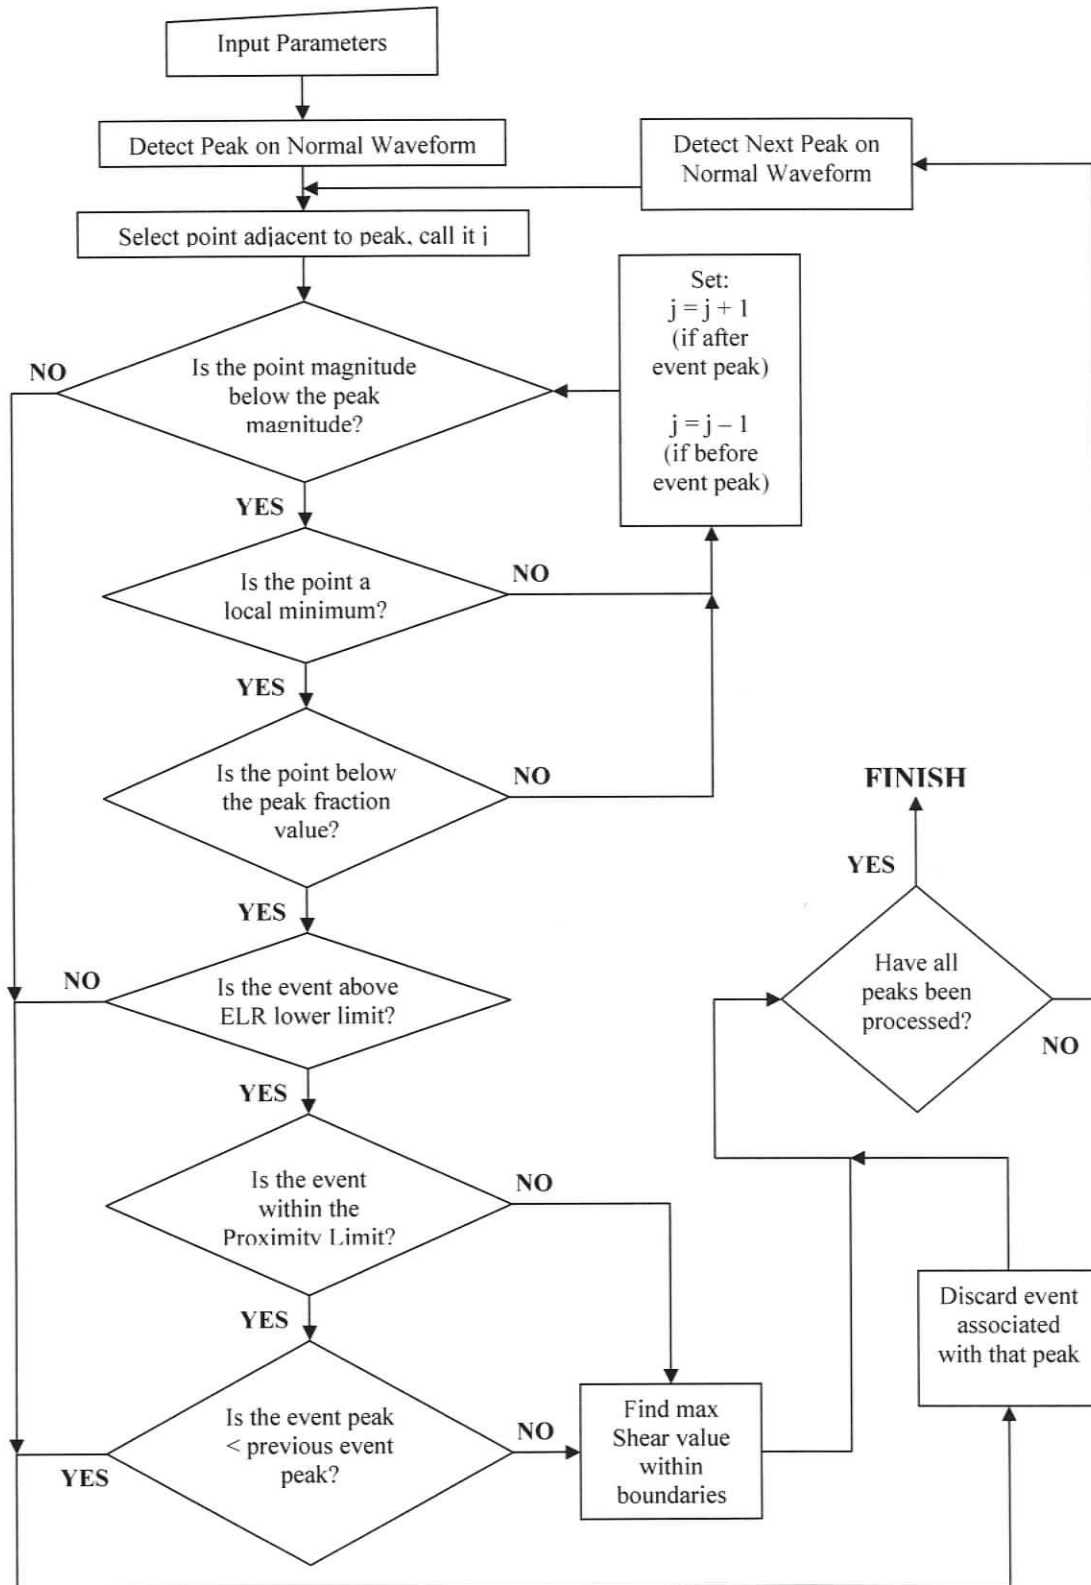 Input Parameters
Detect Peak on Normal Waveform
Detect Next Peak on
Normal Waveform
Select point adjacent to peak, call it j
Set:
j = j + 1
(if after
event peak)
j = j – 1
(if before
event peak)
NO
Is the point magnitude
below the peak
magnitude?
YES
Is the point a
local minimum?
NO
YES
Is the point below
the peak fraction
value?
NO
FINISH
YES
YES
Have all
peaks been
processed?
NO
NO
Is the event above
ELR lower limit?
YES
Is the event
within the
Proximity Limit?
NO
YES
Discard event
associated
with that peak
Is the event peak
< previous event
peak?
NO
YES
Find max
Shear value
within
boundaries